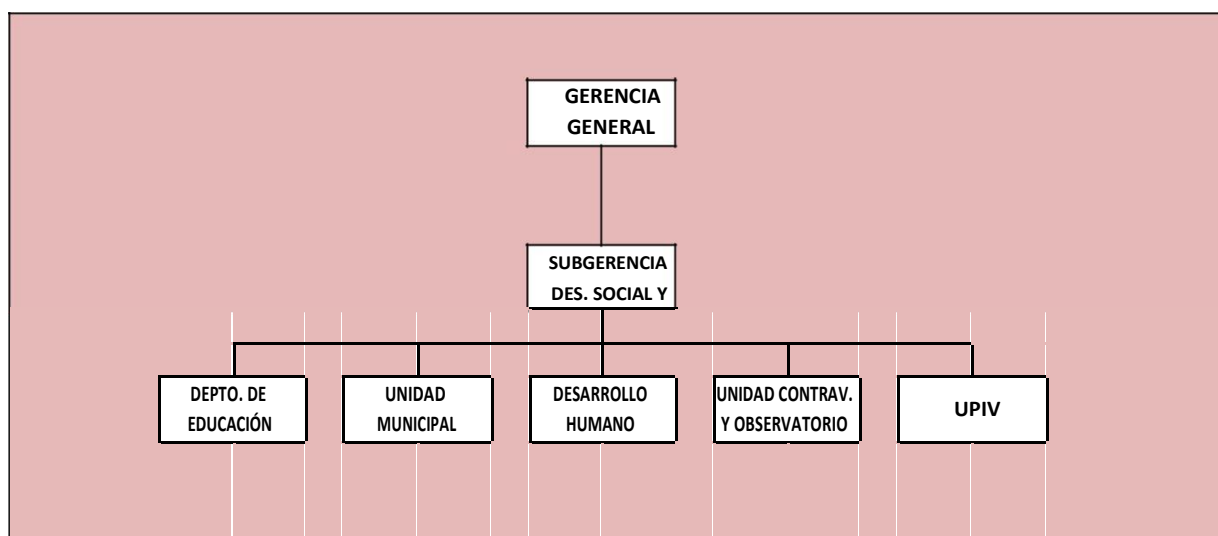 GERENCIA
GENERAL
SUBGERENCIA
DES. SOCIAL Y
DEPTO. DE
EDUCACIÓN
UNIDAD
MUNICIPAL
DESARROLLO
HUMANO
UNIDAD CONTRAV.
Y OBSERVATORIO
UPIV